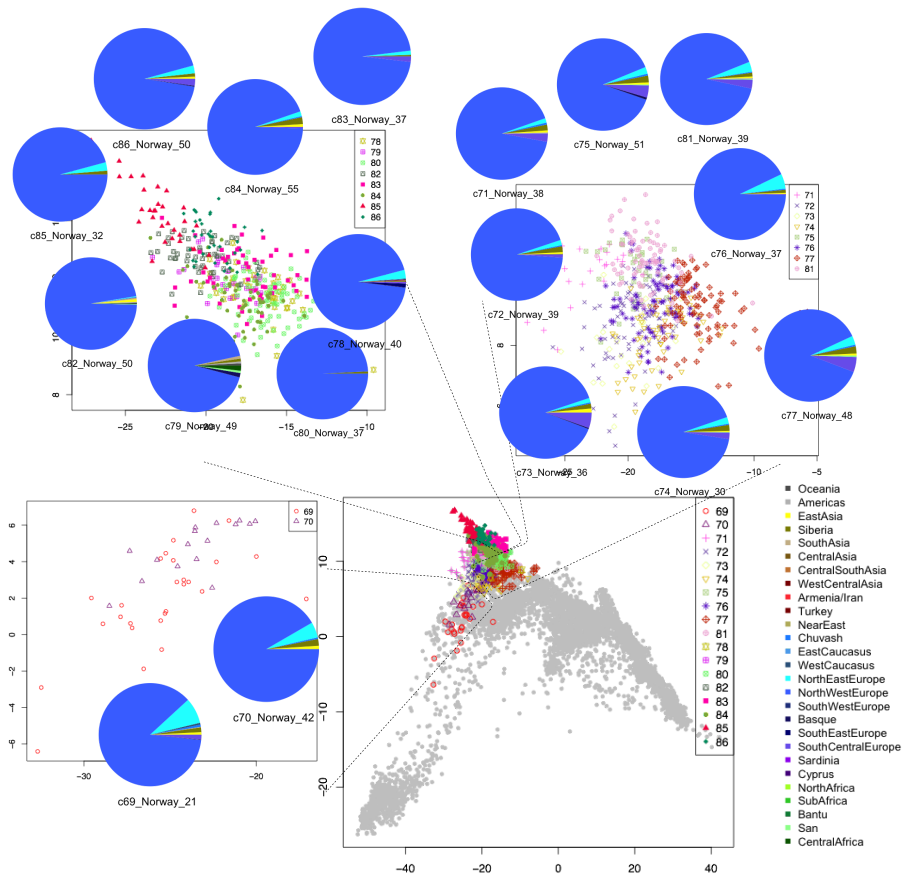 c83_Norway_37
c86_Norway_50
c84_Norway_55
c75_Norway_51
c81_Norway_39
c85_Norway_32
c71_Norway_38
c76_Norway_37
c72_Norway_39
78
79
80
82
83
84
85
86
71
72
73
74
75
76
77
81
c82_Norway_50
c78_Norway_40
c79_Norway_49
c80_Norway_37
c77_Norway_48
c73_Norway_36
c74_Norway_30
10
8
−25
−20
−15
−10
8
6
−25
−20
−10
−5
69
70
6
4
2
0
−2
−4
−6
−30
−20
c70_Norway_42
c69_Norway_21
69
70
71
72
73
74
75
76
77
81
78
79
80
82
83
84
85
86
10
0
−10
−20
−40
−20
0
20
40
Oceania
Americas
EastAsia
Siberia
SouthAsia
CentralAsia
CentralSouthAsia
WestCentralAsia
Armenia/Iran
Turkey
NearEast
Chuvash
EastCaucasus
WestCaucasus
NorthEastEurope
NorthWestEurope
SouthWestEurope
Basque
SouthEastEurope
SouthCentralEurope
Sardinia
Cyprus
NorthAfrica
SubAfrica
Bantu
San
CentralAfrica